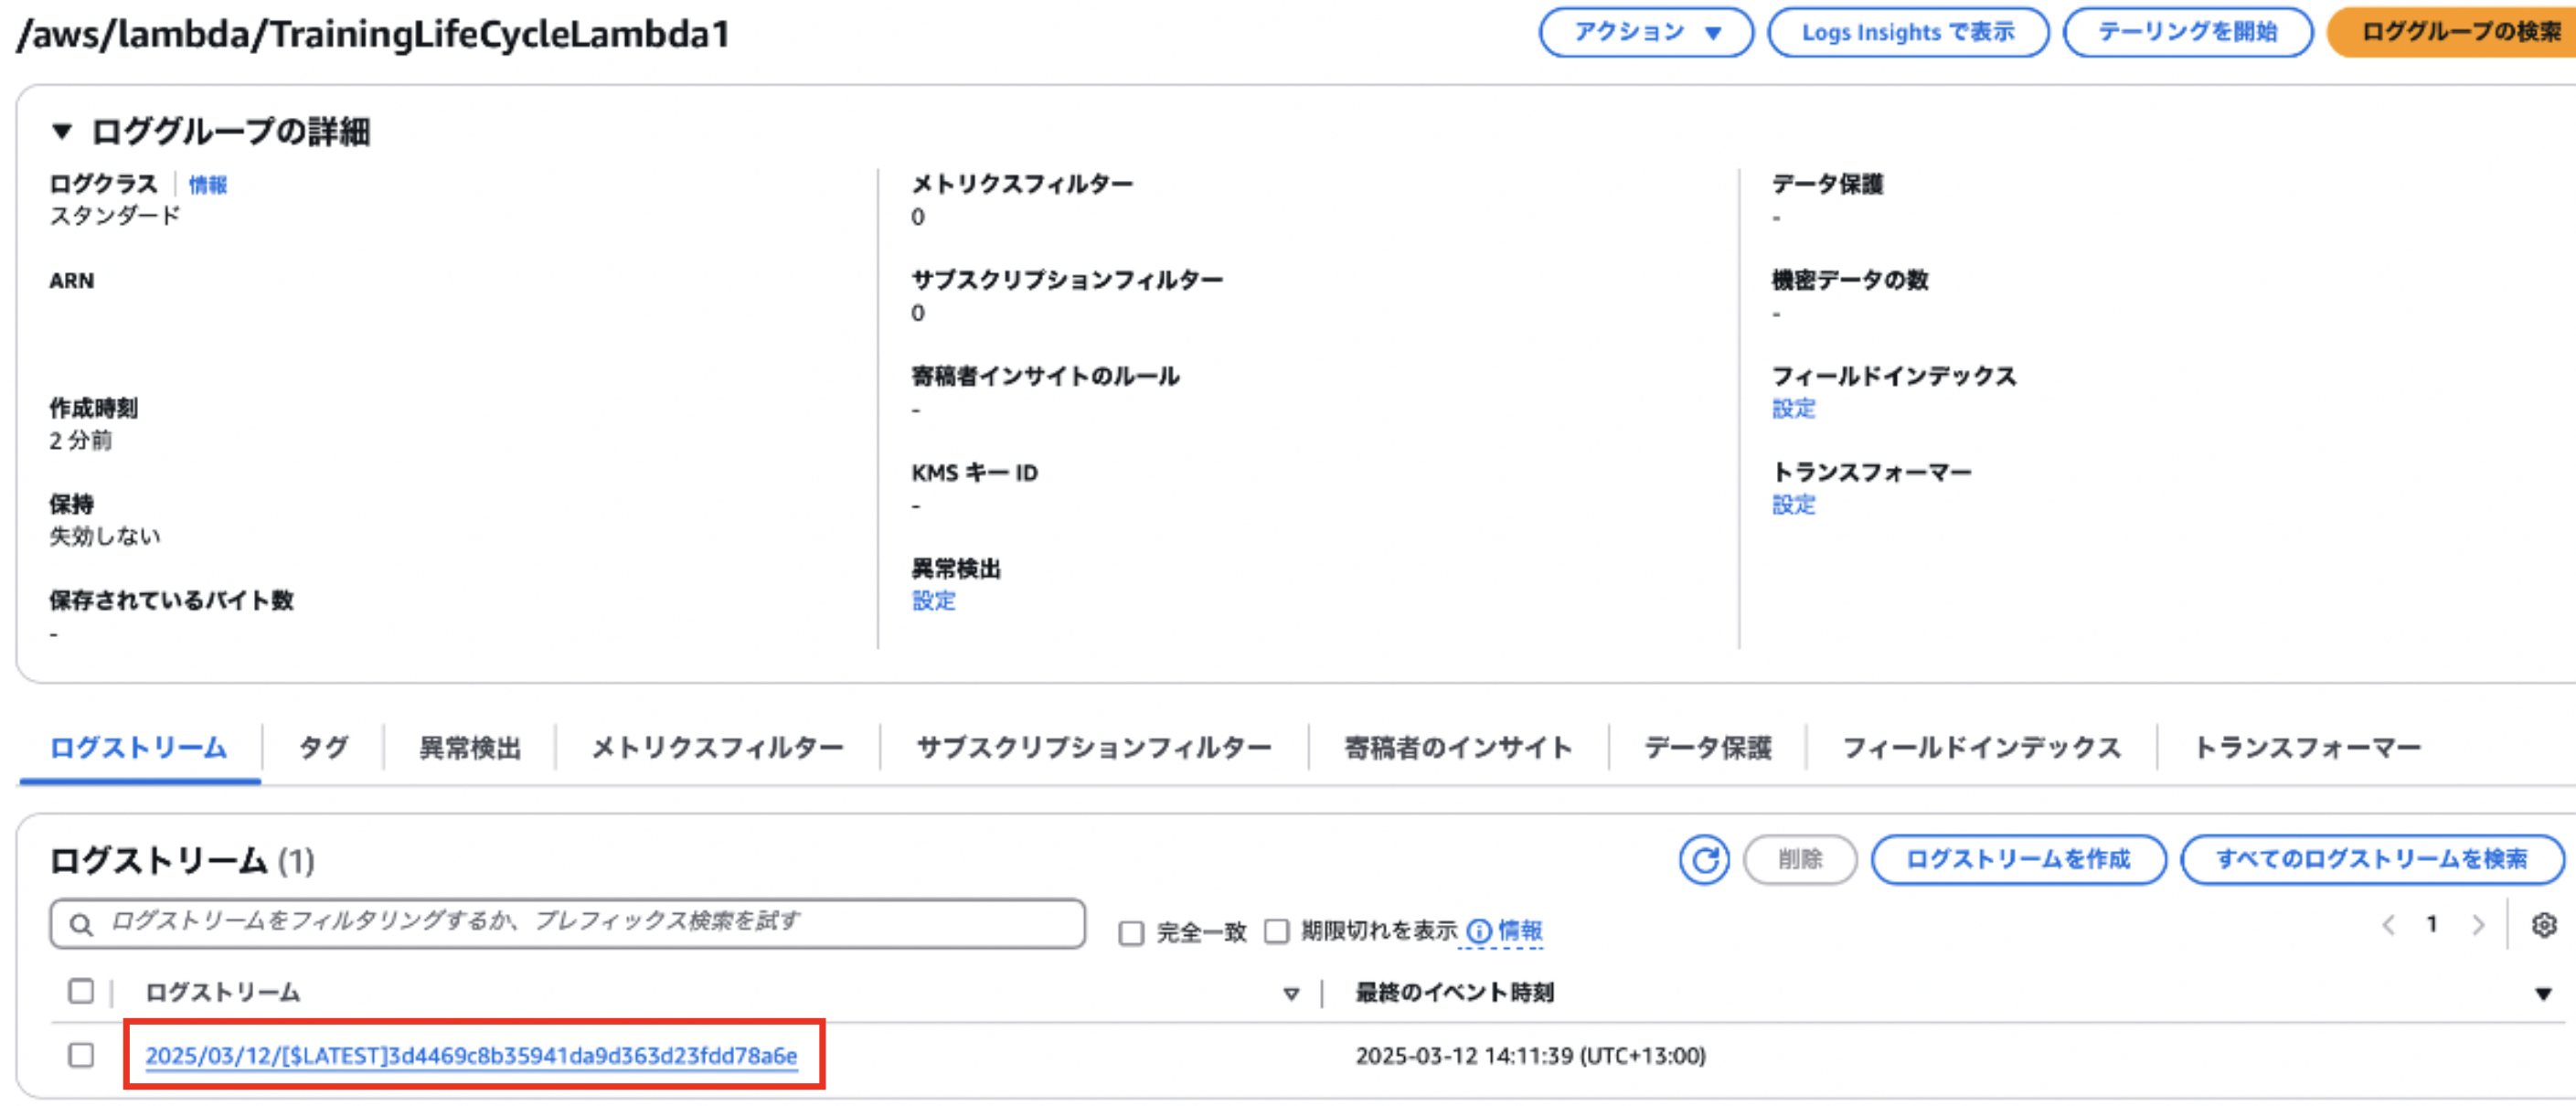 /aws/lambda/TrainingLifeCycleLambda1
アクション ▼
Logs Insights で表示
テーリングを開始
ロググループの検索
▼ ロググループの詳細
ログクラス | 情報
スタンダード
ARN
作成時刻
2 分前
保持
失効しない
保存されているバイト数
-
メトリクスフィルター
0
サブスクリプションフィルター
0
寄稿者インサイトのルール
-
KMS キー ID
-
異常検出
設定
データ保護
-
機密データの数
-
フィールドインデックス
設定
トランスフォーマー
設定
ログストリーム
タグ
異常検出
メトリクスフィルター
サブスクリプションフィルター
寄稿者のインサイト
データ保護
フィールドインデックス
トランスフォーマー
ログストリーム (1)
削除
ログストリームを作成
すべてのログストリームを検索
ログストリームをフィルタリングするか、プレフィックス検索を試す
完全一致
期限切れを表示
情報
1
ログストリーム
最終のイベント時刻
2025/03/12/[$LATEST]3d4469c8b35941da9d363d23fdd78a6e
2025-03-12 14:11:39 (UTC+13:00)